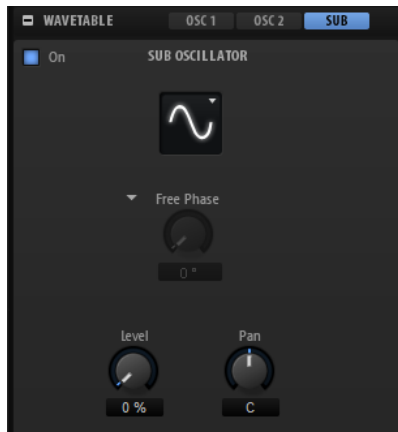 WAVETABLE OSC 1 OSC 2 SUB
On SUB OSCILLATOR
Free Phase
0 °
Level Pan
0 % C